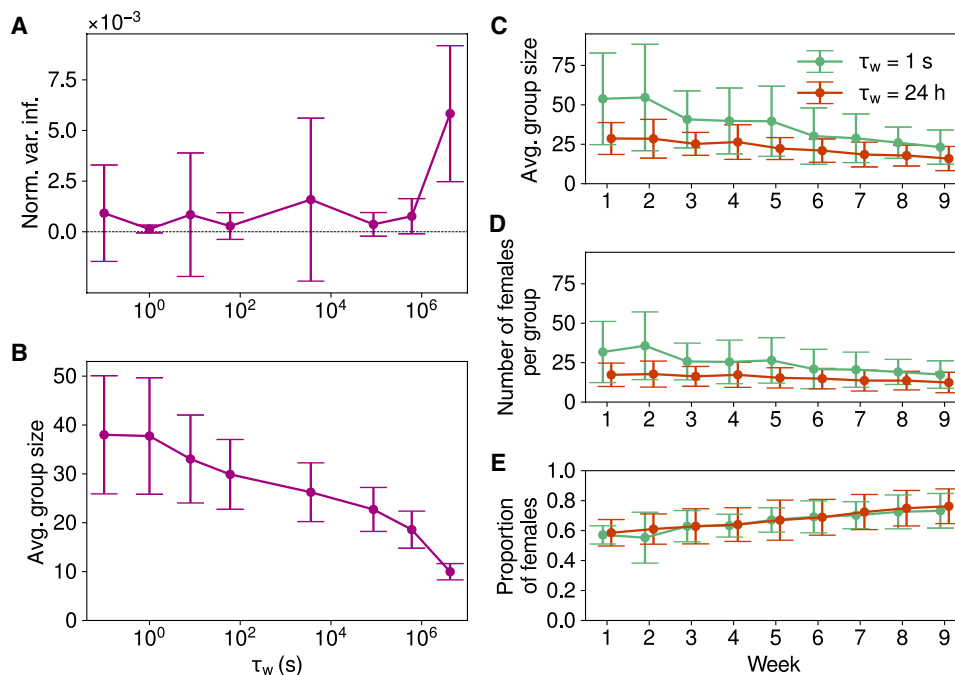 A
×10⁻³
7.5
5.0
2.5
0.0
Norm. var. inf.
10⁰
10²
10⁴
10⁶
B
50
40
30
20
10
0
Avg. group size
10⁰
10²
10⁴
10⁶
τw (s)
C
75
50
25
0
Avg. group size
τw = 1 s
τw = 24 h
1 2 3 4 5 6 7 8 9
D
75
50
25
0
Number of females
per group
1 2 3 4 5 6 7 8 9
E
1.0
0.8
0.6
0.4
0.2
0.0
Proportion
of females
1 2 3 4 5 6 7 8 9
Week